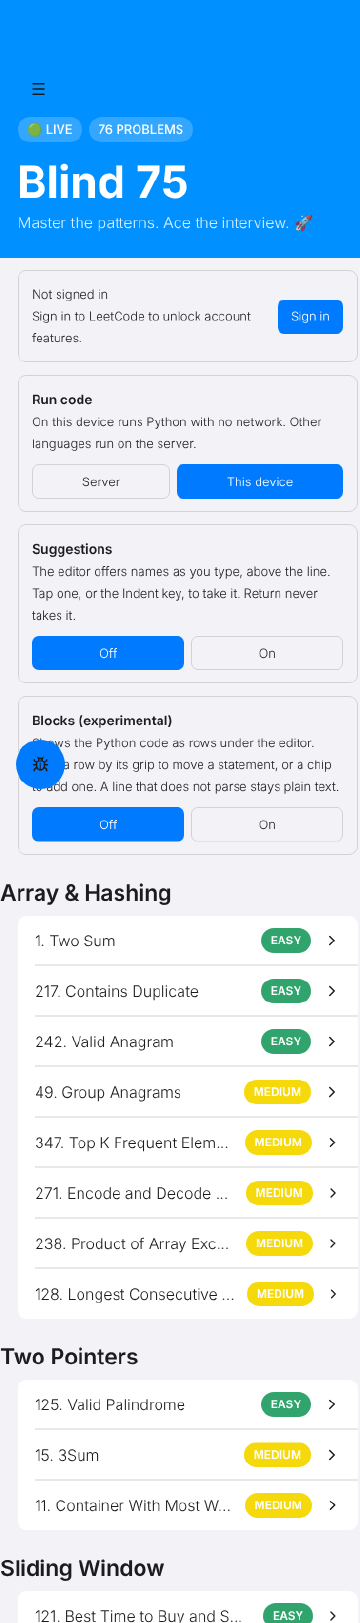 ☰
🟢 LIVE 76 PROBLEMS
Blind 75
Master the patterns. Ace the interview. 🚀
Not signed in
Sign in to LeetCode to unlock account
features.
Sign in
Run code
On this device runs Python with no network. Other
languages run on the server.
Server This device
Suggestions
The editor offers names as you type, above the line.
Tap one, or the Indent key, to take it. Return never
takes it.
Off On
Blocks (experimental)
the Python code as rows under the editor.
a row by its grip to move a statement, or a chip
add one. A line that does not parse stays plain text.
Off On
Array & Hashing
1. Two Sum EASY
217. Contains Duplicate EASY
242. Valid Anagram EASY
49. Group Anagrams MEDIUM
347. Top K Frequent Elem... MEDIUM
271. Encode and Decode ... MEDIUM
238. Product of Array Exc... MEDIUM
128. Longest Consecutive ... MEDIUM
Two Pointers
125. Valid Palindrome EASY
15. 3Sum MEDIUM
11. Container With Most W... MEDIUM
Sliding Window
121. Best Time to Buy and S... EASY